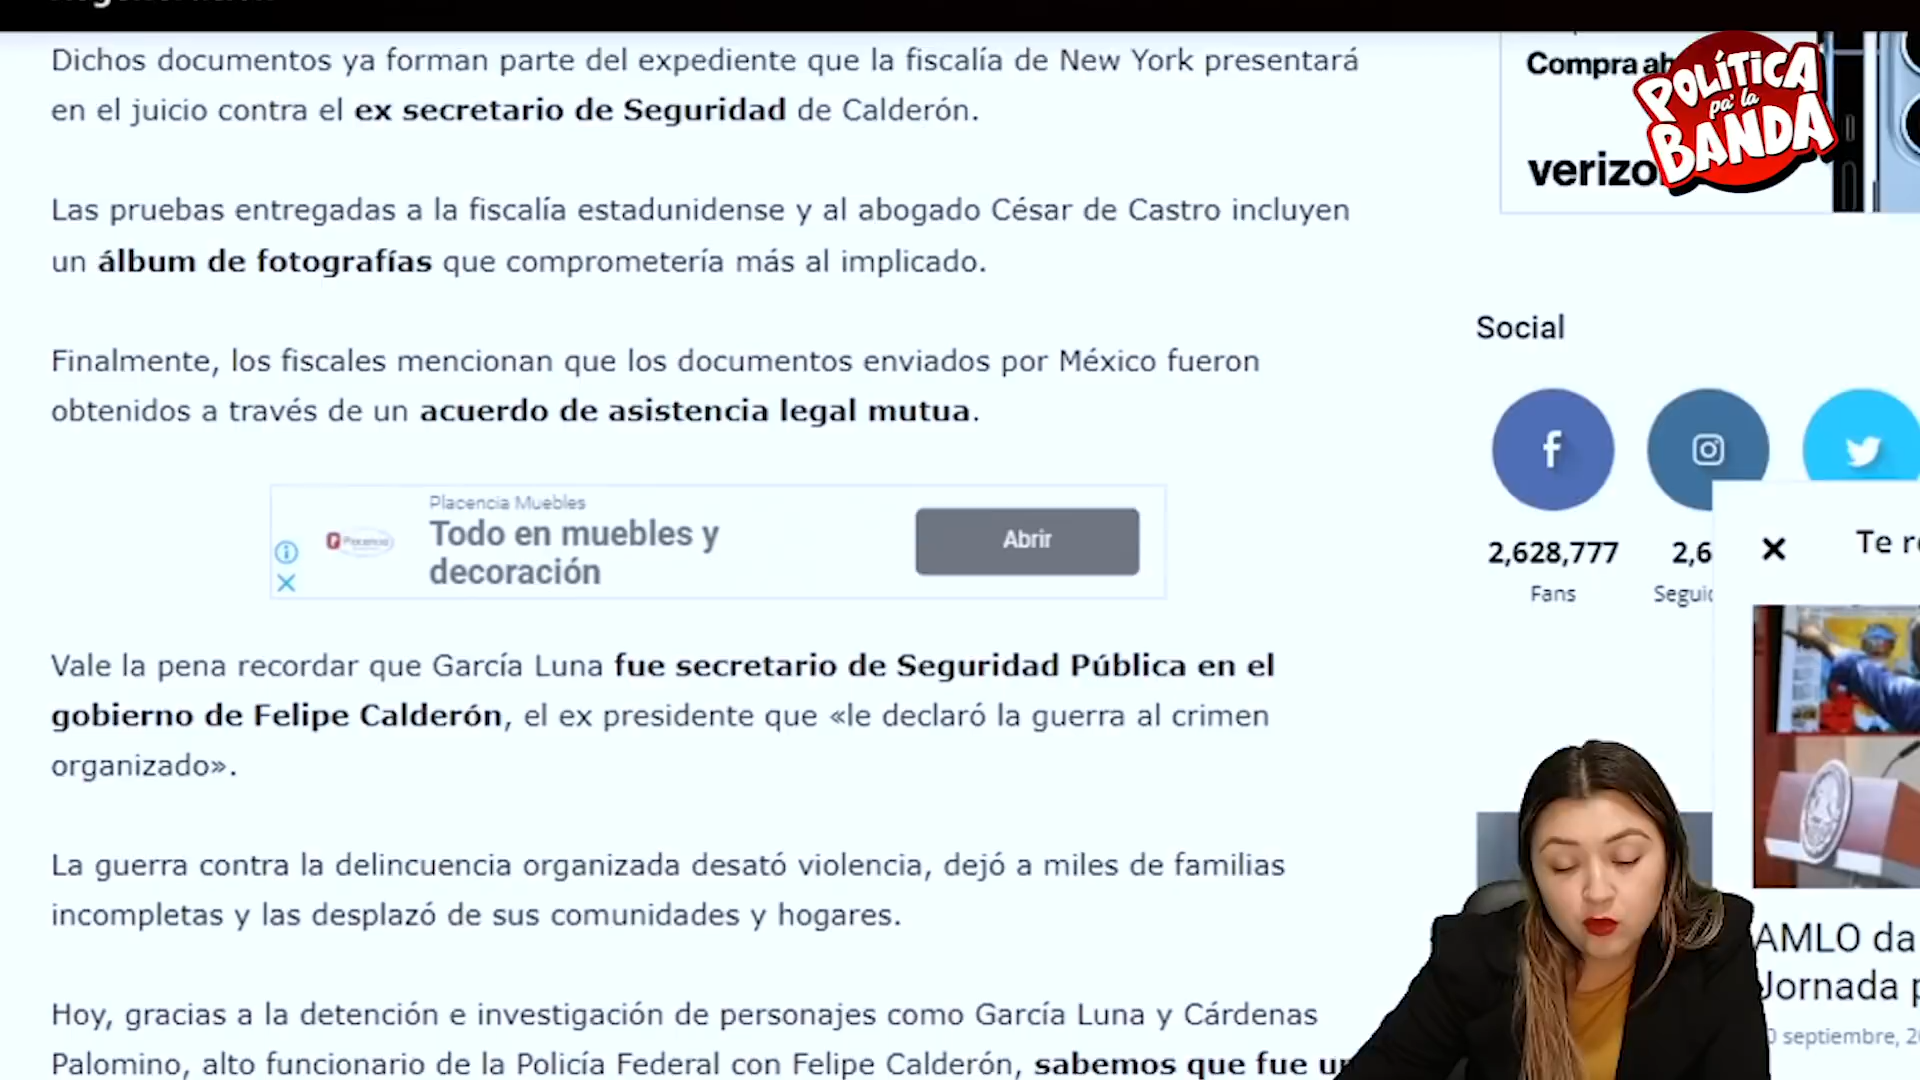 Dichos documentos ya forman parte del expediente que la fiscalía de New York presentará
en el juicio contra el ex secretario de Seguridad de Calderón.
Las pruebas entregadas a la fiscalía estadunidense y al abogado César de Castro incluyen
un álbum de fotografías que comprometería más al implicado.
Finalmente, los fiscales mencionan que los documentos enviados por México fueron
obtenidos a través de un acuerdo de asistencia legal mutua.
Placencia Muebles
Todo en muebles y
decoración
Abrir
Vale la pena recordar que García Luna fue secretario de Seguridad Pública en el
gobierno de Felipe Calderón, el ex presidente que «le declaró la guerra al crimen
organizado».
La guerra contra la delincuencia organizada desató violencia, dejó a miles de familias
incompletas y las desplazó de sus comunidades y hogares.
Hoy, gracias a la detención e investigación de personajes como García Luna y Cárdenas
Palomino, alto funcionario de la Policía Federal con Felipe Calderón, sabemos que fue
Compra
POLÍTICA
pa' la
BANDA
Social
2,628,777
Fans
Te
AMLO da
Jornada
septiembre,